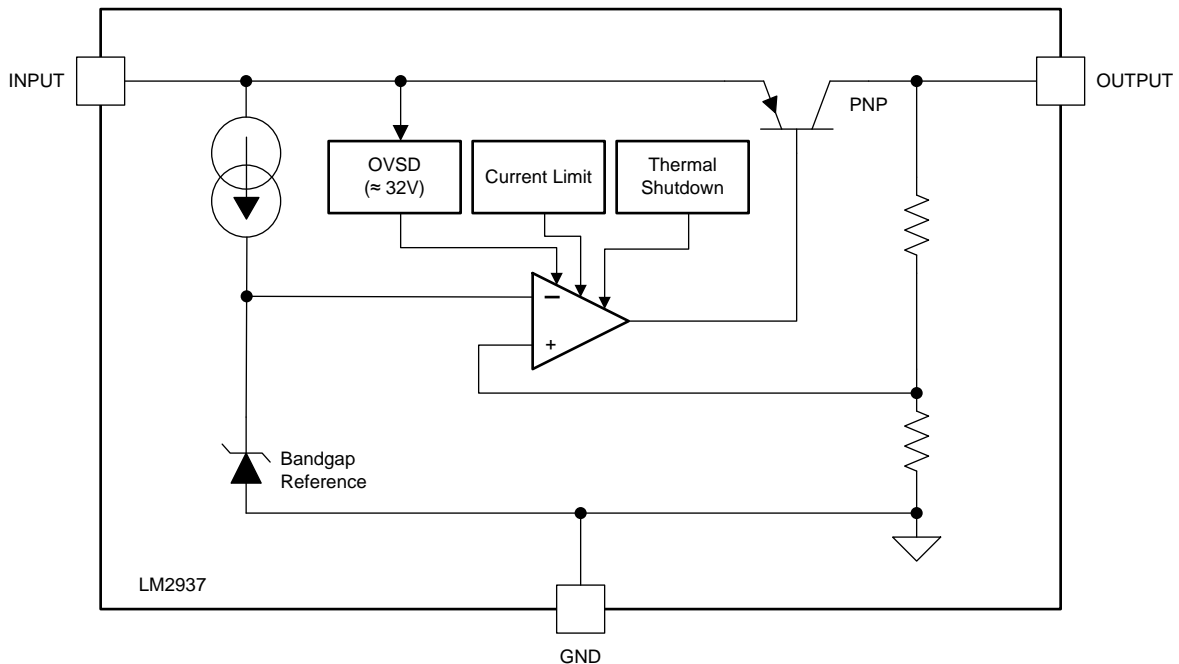 INPUT
OUTPUT
PNP
OVSD
(≈ 32V)
Current Limit
Thermal
Shutdown
−
+
Bandgap
Reference
LM2937
GND